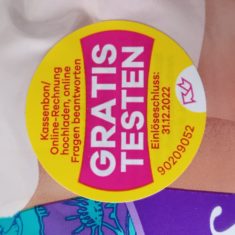 Kassenbon/
Online-Rechnung
hochladen, online
Fragen beantworten
GRATIS
TESTEN
Einlöseschluss:
31.12.2022
90209052